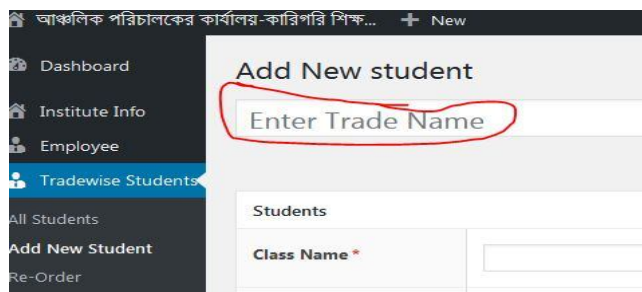 আঞ্চলিক পরিচালকের কার্যালয়-কারিগরি শিক্ষ... + New
Dashboard
Add New student
Institute Info
Enter Trade Name
Employee
Tradewise Students
All Students
Students
Add New Student
Class Name *
Re-Order